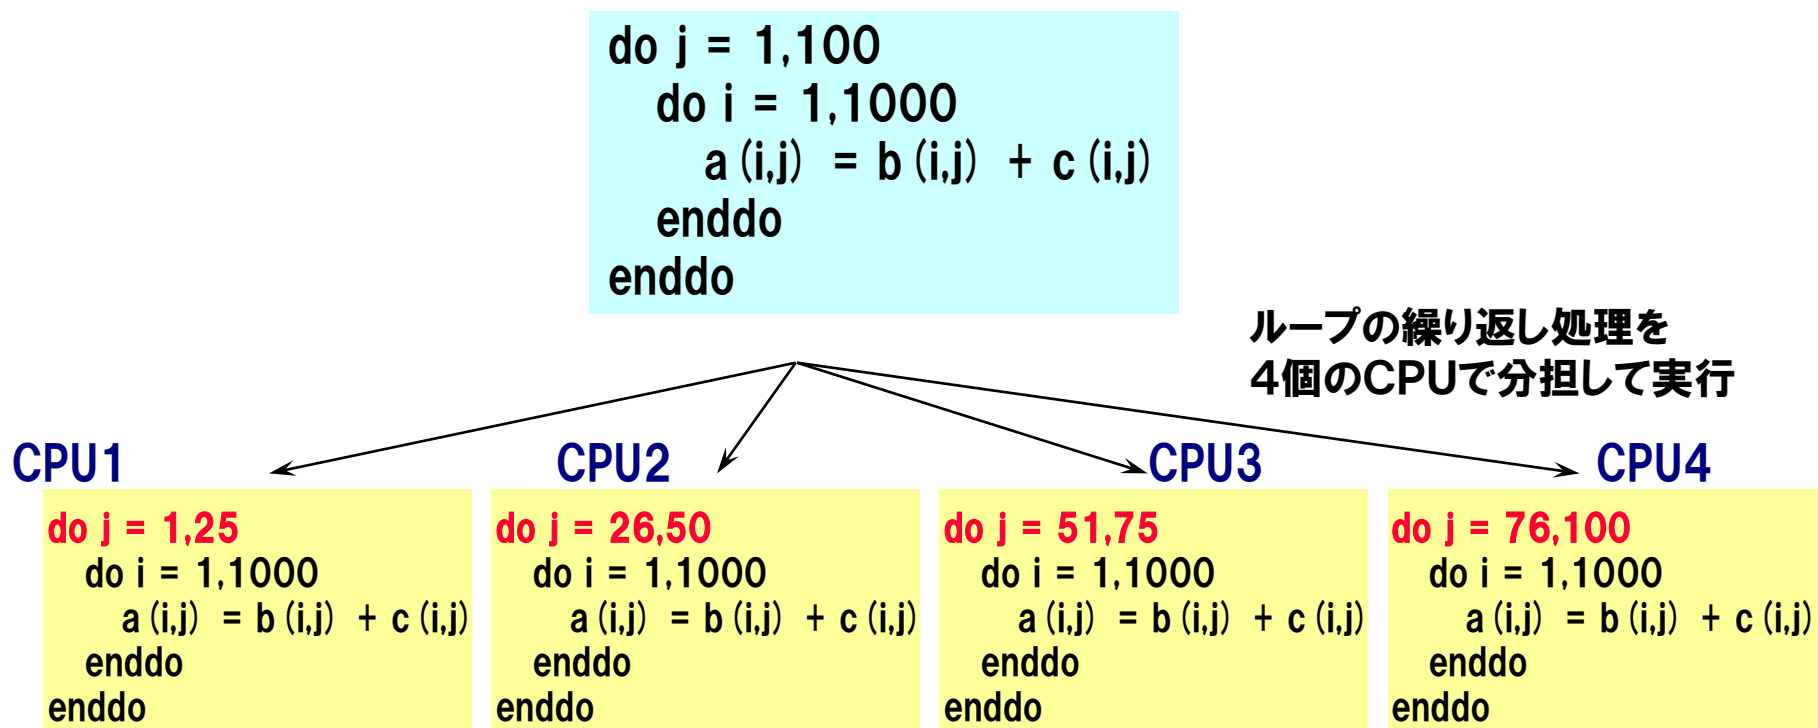 do j = 1,100
do i = 1,1000
a(i,j) = b(i,j) + c(i,j)
enddo
enddo
ループの繰り返し処理を
4個のCPUで分担して実行
CPU1
do j = 1,25
do i = 1,1000
a(i,j) = b(i,j) + c(i,j)
enddo
enddo
CPU2
do j = 26,50
do i = 1,1000
a(i,j) = b(i,j) + c(i,j)
enddo
enddo
CPU3
do j = 51,75
do i = 1,1000
a(i,j) = b(i,j) + c(i,j)
enddo
enddo
CPU4
do j = 76,100
do i = 1,1000
a(i,j) = b(i,j) + c(i,j)
enddo
enddo